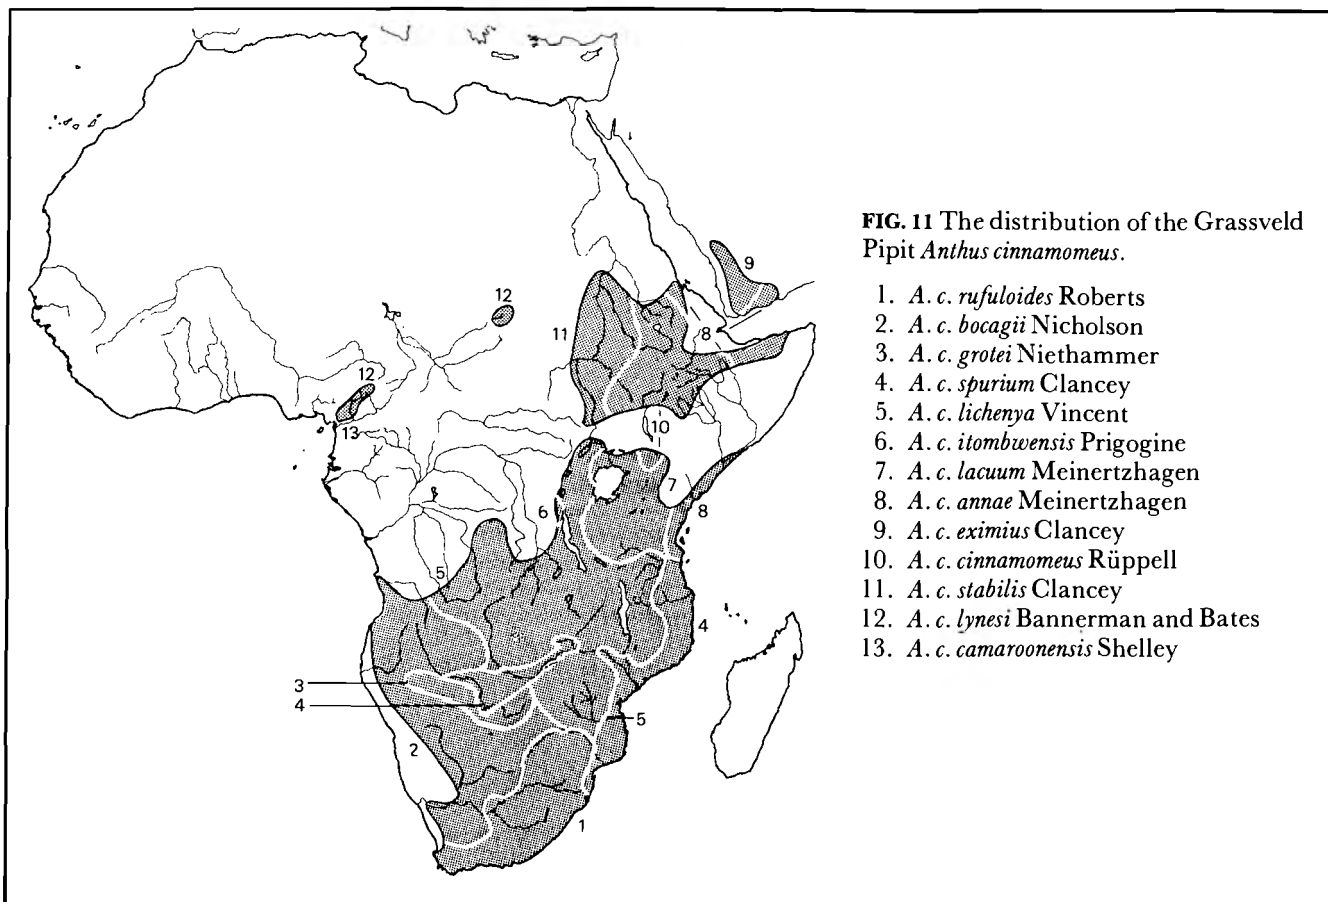 FIG. 11 The distribution of the Grassveld
Pipit Anthus cinnamomeus.
1. A. c. rufuloides Roberts
2. A. c. bocagii Nicholson
3. A. c. grotei Niethammer
4. A. c. spurium Clancey
5. A. c. lichenya Vincent
6. A. c. itombwensis Prigogine
7. A. c. lacuum Meinertzhagen
8. A. c. annae Meinertzhagen
9. A. c. eximius Clancey
10. A. c. cinnamomeus Rüppell
11. A. c. stabilis Clancey
12. A. c. lynesi Bannerman and Bates
13. A. c. camaroonensis Shelley
9
12
11
8
12
13
10
7
6
8
5
4
3
4
5
2
1